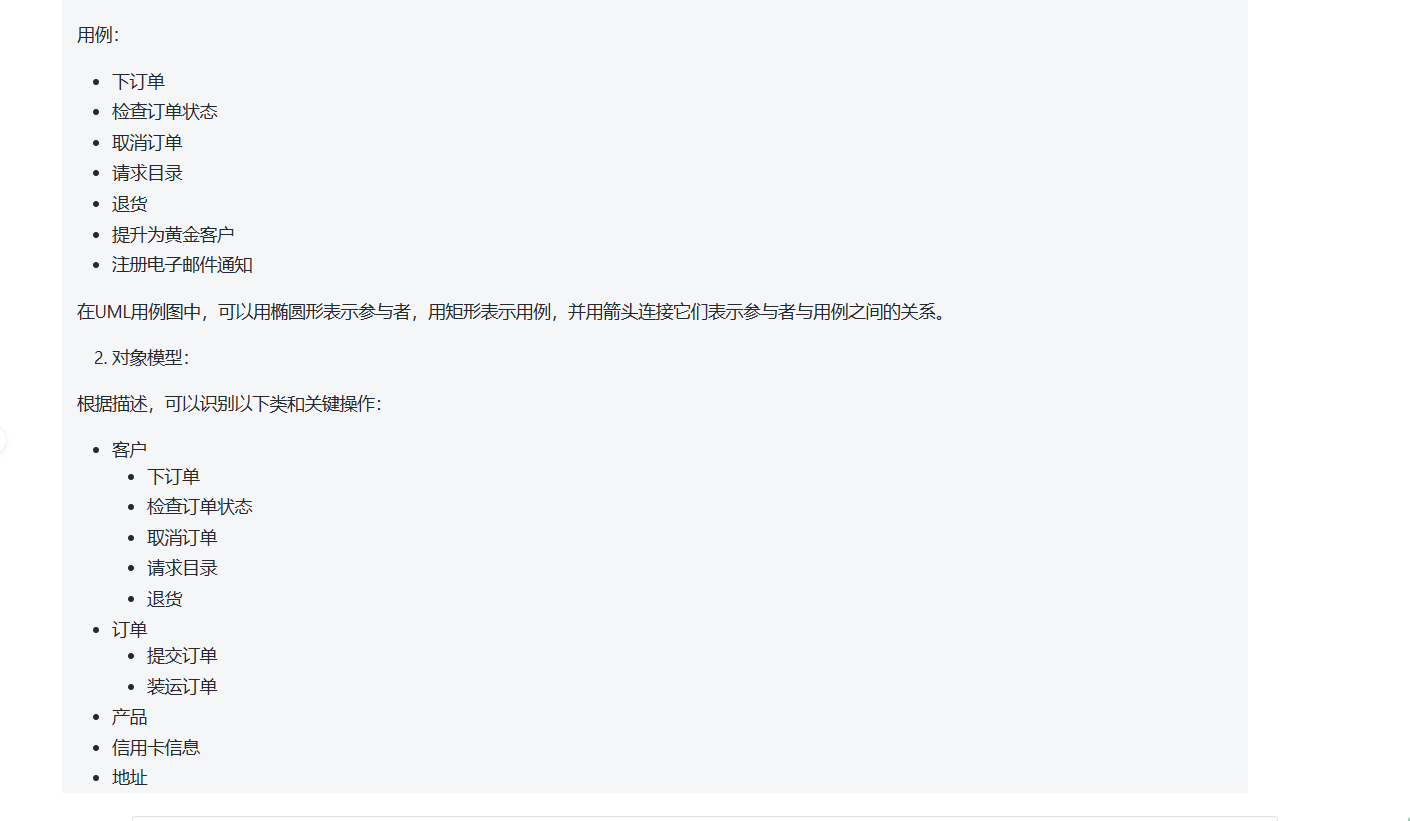 用例：
下订单
检查订单状态
取消订单
请求目录
退货
提升为黄金客户
注册电子邮件通知
在UML用例图中，可以用椭圆形表示参与者，用矩形表示用例，并用箭头连接它们表示参与者与用例之间的关系。
2. 对象模型：
根据描述，可以识别以下类和关键操作：
客户
下订单
检查订单状态
取消订单
请求目录
退货
订单
提交订单
装运订单
产品
信用卡信息
地址